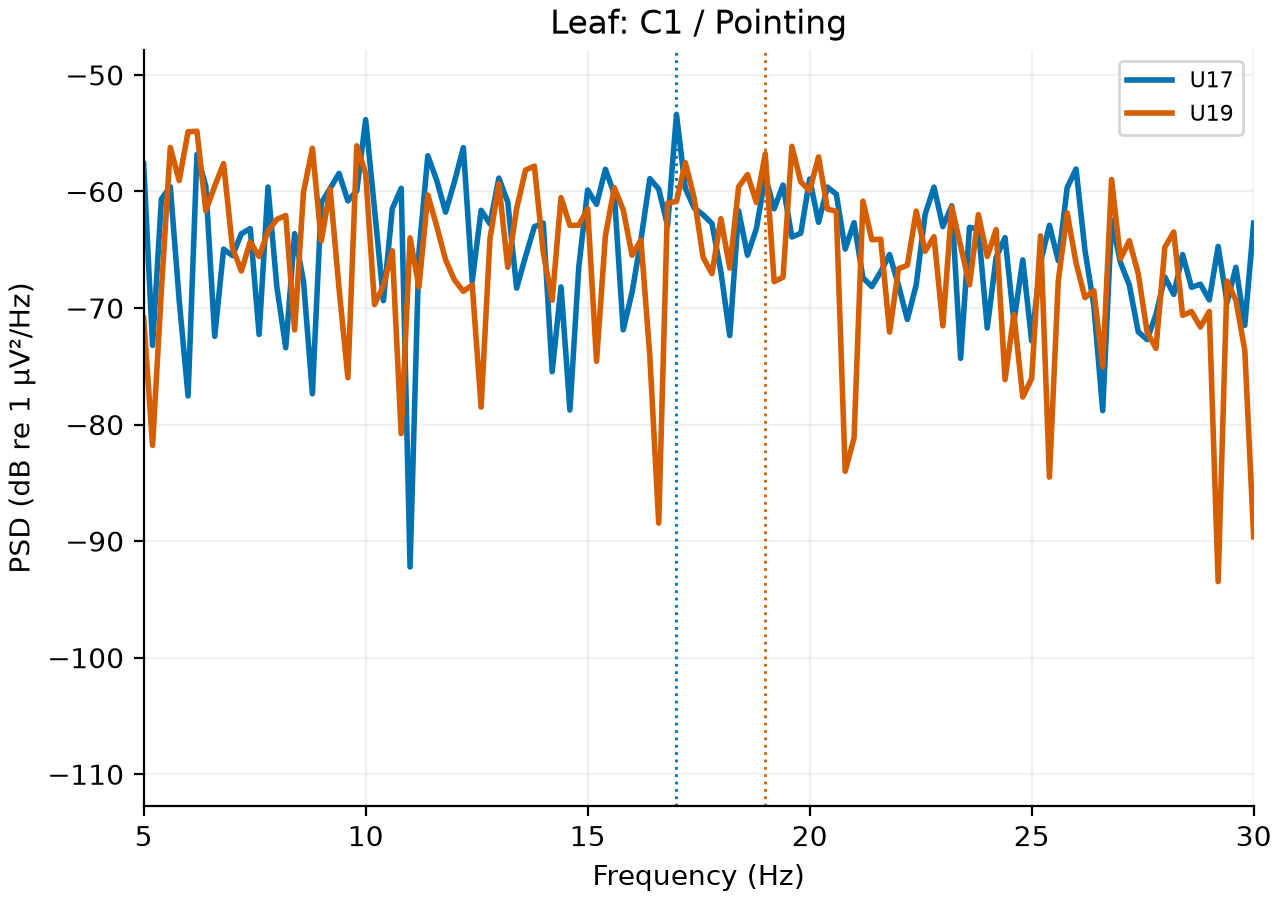 Leaf: C1 / Pointing
U17
U19
−50
−60
−70
−80
−90
−100
−110
PSD (dB re 1 µV²/Hz)
5 10 15 20 25 30
Frequency (Hz)